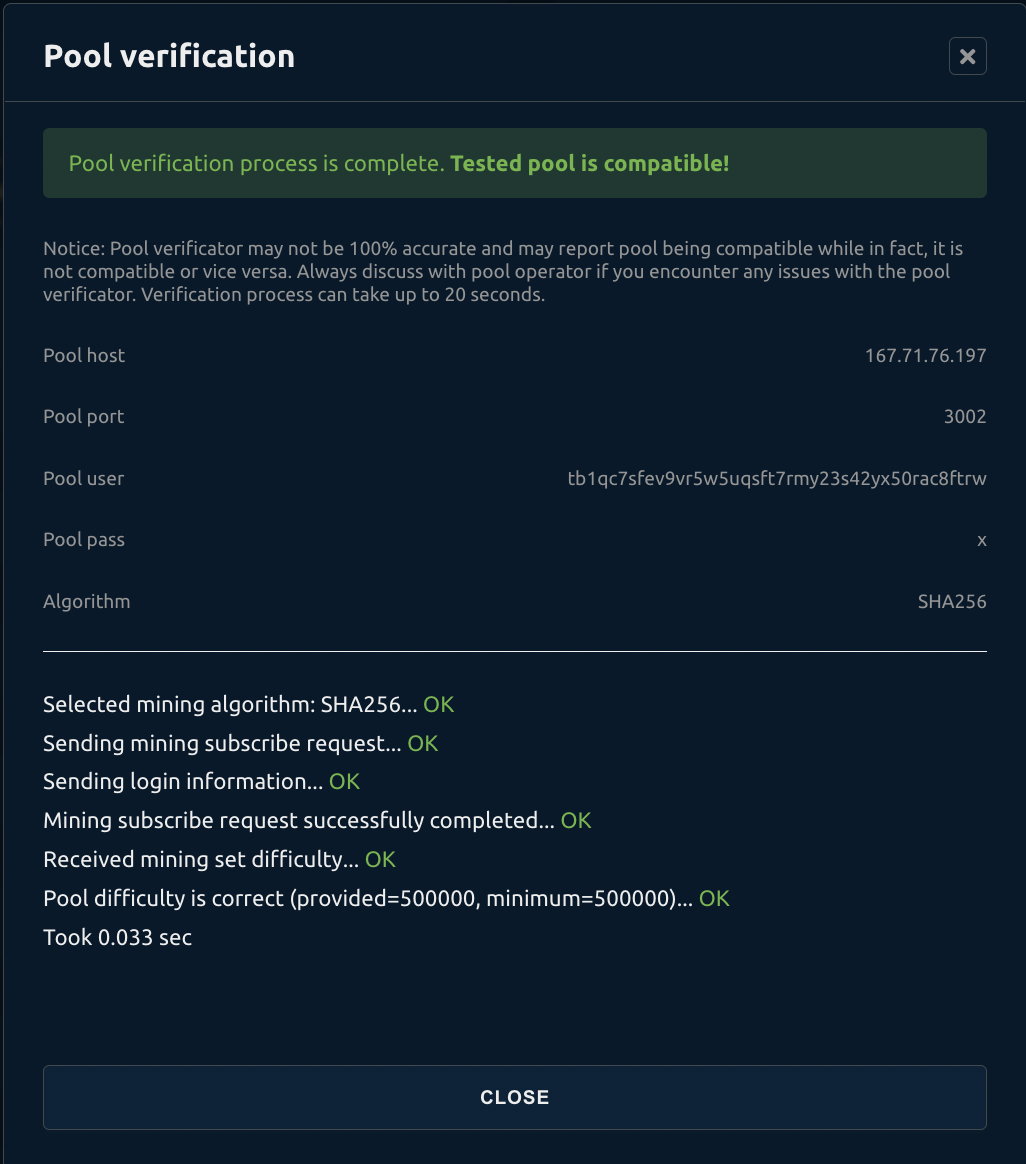 Pool verification
Pool verification process is complete. Tested pool is compatible!
Notice: Pool verificator may not be 100% accurate and may report pool being compatible while in fact, it is
not compatible or vice versa. Always discuss with pool operator if you encounter any issues with the pool
verificator. Verification process can take up to 20 seconds.
Pool host 167.71.76.197
Pool port 3002
Pool user tb1qc7sfev9vr5w5uqsft7rmy23s42yx50rac8ftrw
Pool pass x
Algorithm SHA256
Selected mining algorithm: SHA256... OK
Sending mining subscribe request... OK
Sending login information... OK
Mining subscribe request successfully completed... OK
Received mining set difficulty... OK
Pool difficulty is correct (provided=500000, minimum=500000)... OK
Took 0.033 sec
CLOSE